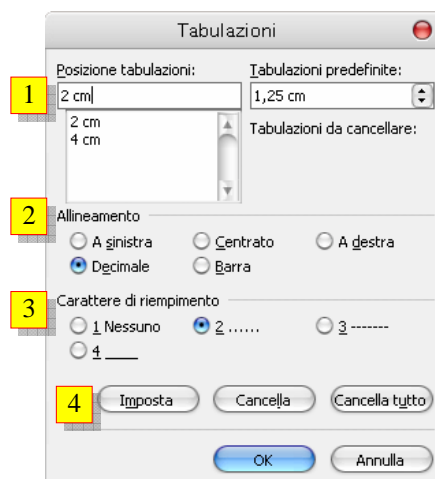 Tabulazioni
Posizione tabulazioni: Tabulazioni predefinite:
1 2 cm 1,25 cm
2 cm Tabulazioni da cancellare:
4 cm
2 Allineamento
A sinistra Centrato A destra
Decimale Barra
3 Carattere di riempimento
1 Nessuno 2 ...... 3 -------
4 ____
4 Imposta Cancella Cancella tutto
OK Annulla